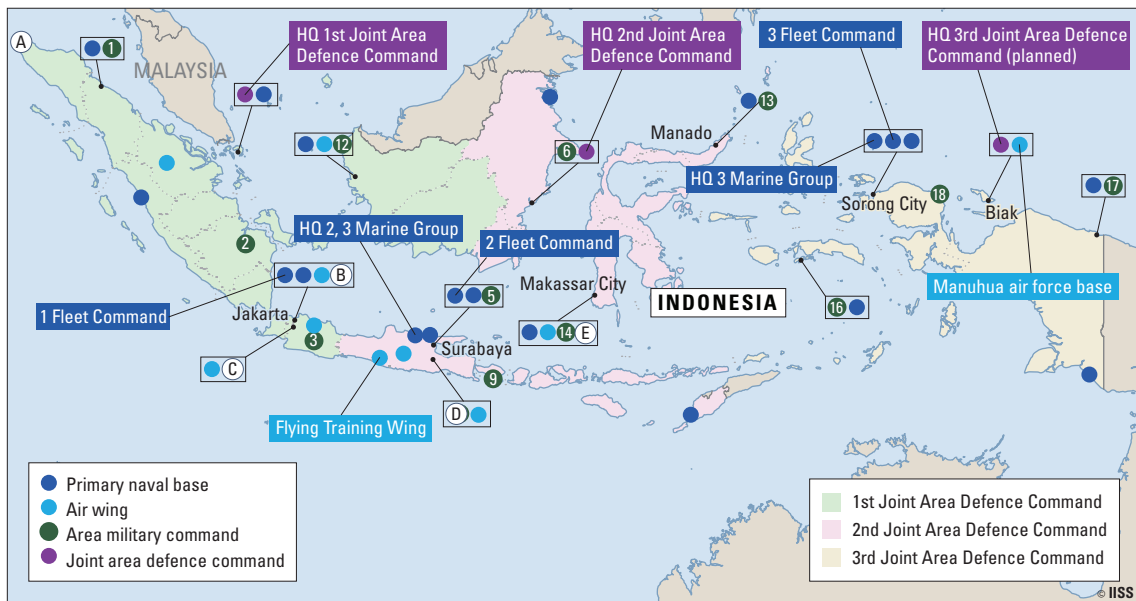 A
HQ 1st Joint Area
Defence Command
HQ 2nd Joint Area
Defence Command
3 Fleet Command
HQ 3rd Joint Area Defence
Command (planned)
1
MALAYSIA
13
Manado
12
6
HQ 3 Marine Group
17
18
Sorong City
Biak
HQ 2, 3 Marine Group
2
2 Fleet Command
B
Makassar City
INDONESIA
Manuhua air force base
5
1 Fleet Command
Jakarta
16
14 E
3
Surabaya
C
9
D
Flying Training Wing
Primary naval base
Air wing
Area military command
Joint area defence command
1st Joint Area Defence Command
2nd Joint Area Defence Command
3rd Joint Area Defence Command
© IISS